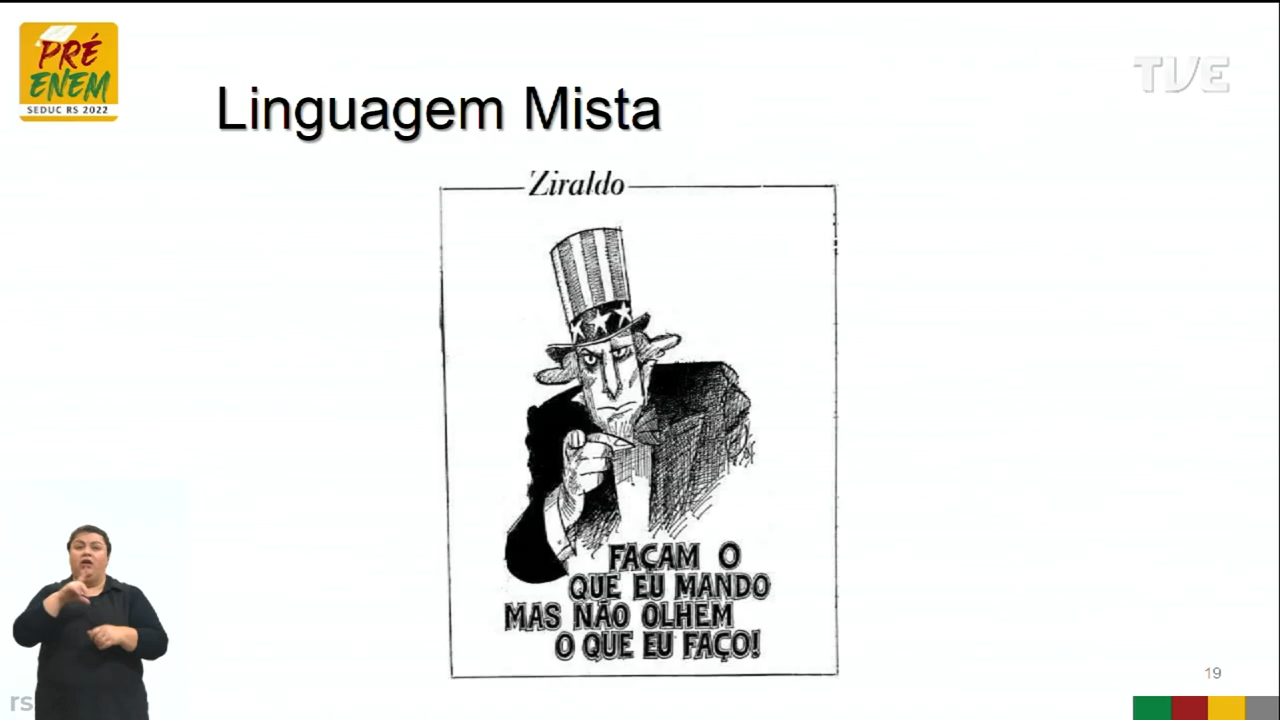 PRÉ
ENEM
SEDUC RS 2022
TVE
Linguagem Mista
Ziraldo
FAÇAM O
QUE EU MANDO
MAS NÃO OLHEM
O QUE EU FAÇO!
19
rs